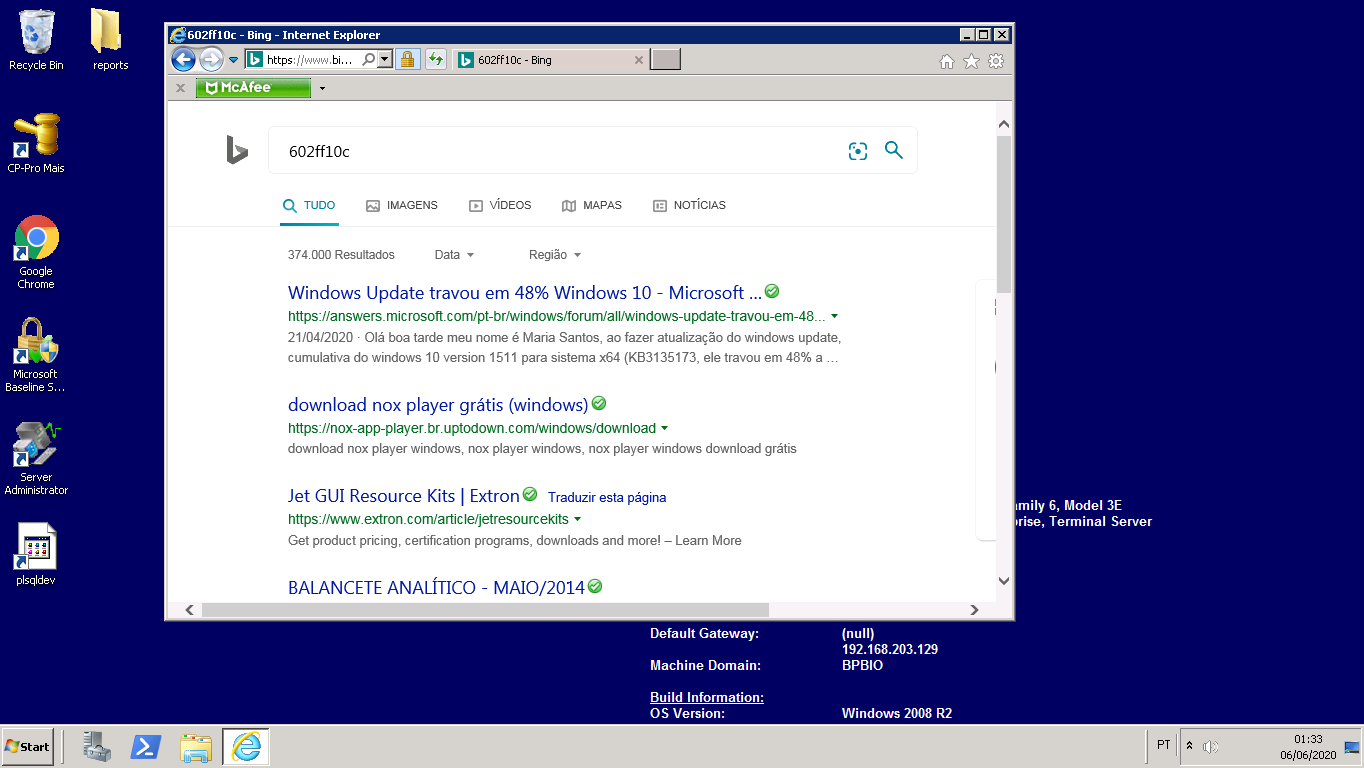 Recycle Bin
reports
CP-Pro Mais
Google
Chrome
Microsoft
Baseline S...
Server
Administrator
plsqldev
602ff10c - Bing - Internet Explorer
https://www.bi...
602ff10c - Bing
McAfee
602ff10c
TUDO IMAGENS VÍDEOS MAPAS NOTÍCIAS
374.000 Resultados Data Região
Windows Update travou em 48% Windows 10 - Microsoft ...
https://answers.microsoft.com/pt-br/windows/forum/all/windows-update-travou-em-48...
21/04/2020 · Olá boa tarde meu nome é Maria Santos, ao fazer atualização do windows update,
cumulativa do windows 10 version 1511 para sistema x64 (KB3135173, ele travou em 48% a ...
download nox player grátis (windows)
https://nox-app-player.br.uptodown.com/windows/download
download nox player windows, nox player windows, nox player windows download grátis
Jet GUI Resource Kits | Extron Traduzir esta página
https://www.extron.com/article/jetresourcekits
Get product pricing, certification programs, downloads and more! – Learn More
BALANCETE ANALÍTICO - MAIO/2014
amily 6, Model 3E
prise, Terminal Server
Default Gateway: (null)
192.168.203.129
Machine Domain: BPBIO
Build Information:
OS Version: Windows 2008 R2
Start
PT
01:33
06/06/2020